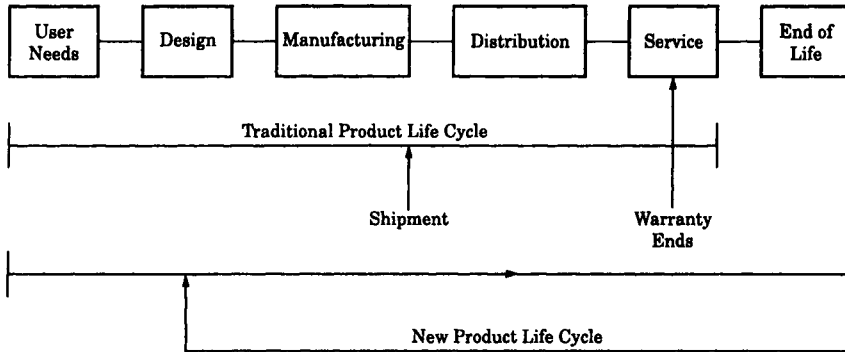 User
Needs
Design
Manufacturing
Distribution
Service
End of
Life
Traditional Product Life Cycle
Shipment
Warranty
Ends
New Product Life Cycle